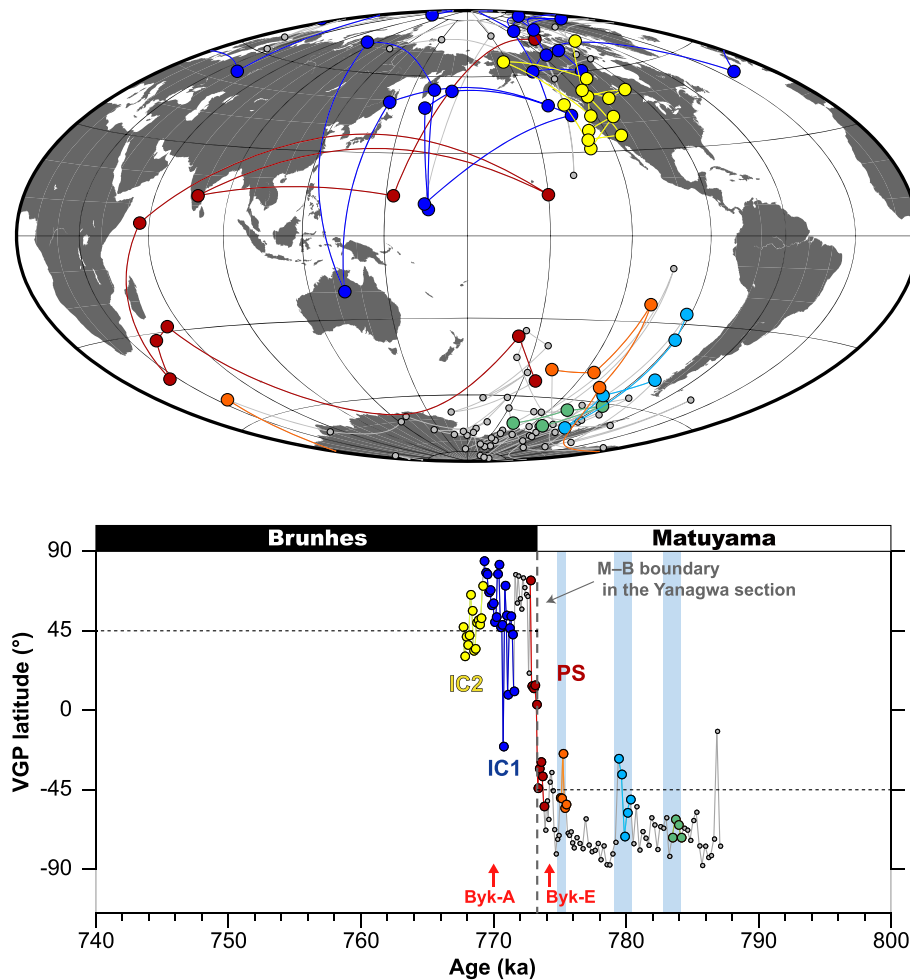 Brunhes
Matuyama
90
45
0
-45
-90
VGP latitude (°)
M–B boundary
in the Yanagwa section
PS
IC2
IC1
Byk-A
Byk-E
740
750
760
770
780
790
800
Age (ka)